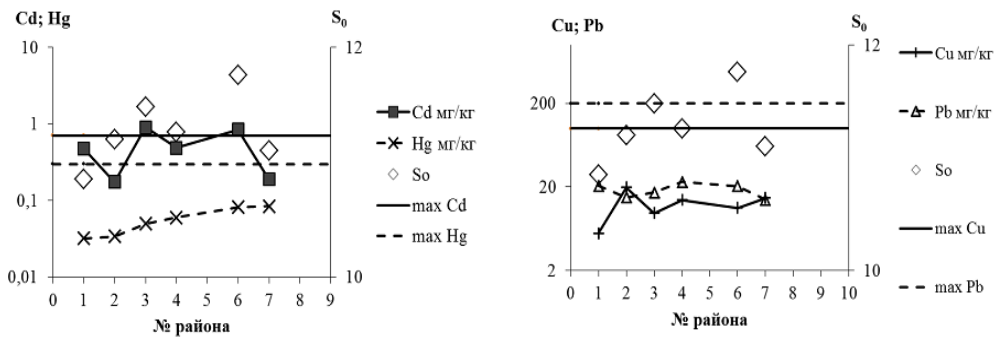 Cd; Hg
S₀
10
12
1
0,1
0,01
10
0 1 2 3 4 5 6 7 8 9
№ района
Cd мг/кг
Hg мг/кг
So
max Cd
max Hg
Cu; Pb
S₀
12
200
20
2
10
0 1 2 3 4 5 6 7 8 9 10
№ района
Cu мг/кг
Pb мг/кг
So
max Cu
max Pb